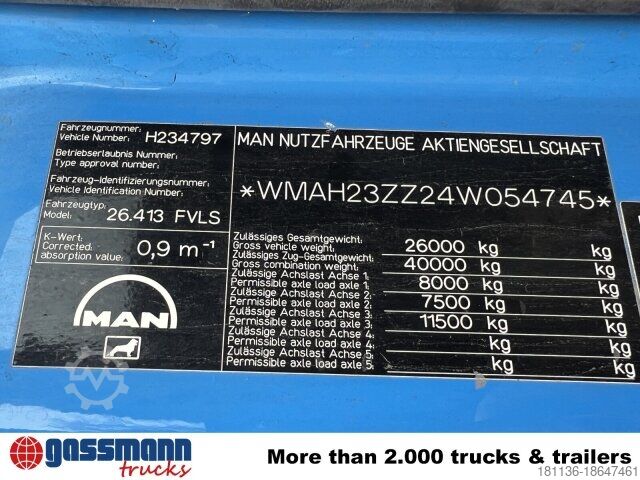 Fahrzeugnummer:
Vehicle Number: H234797
Betriebserlaubnis Nummer:
Type approval number:
Fahrzeug-Identifizierungsnummer:
Vehicle Identification Number:
Fahrzeugtyp:
Model: 26.413 FVLS
K-Wert:
Corrected:
absorption value: 0,9 m⁻¹
MAN
MAN NUTZFAHRZEUGE AKTIENGESELLSCHAFT
*WMAH23ZZ24W054745*
Zulässiges Gesamtgewicht:
Gross vehicle weight: 26000 kg kg
Zulässiges Zug-Gesamtgewicht:
Gross combination weight: 40000 kg kg
Zulässige Achslast Achse 1:
Permissible axle load axle 1: 8000 kg kg
Zulässige Achslast Achse 2:
Permissible axle load axle 2: 7500 kg kg
Zulässige Achslast Achse 3:
Permissible axle load axle 3: 11500 kg kg
Zulässige Achslast Achse 4:
Permissible axle load axle 4: kg kg
Zulässige Achslast Achse 5:
Permissible axle load axle 5: kg kg
gassmann
trucks
More than 2.000 trucks & trailers
181136-18647461